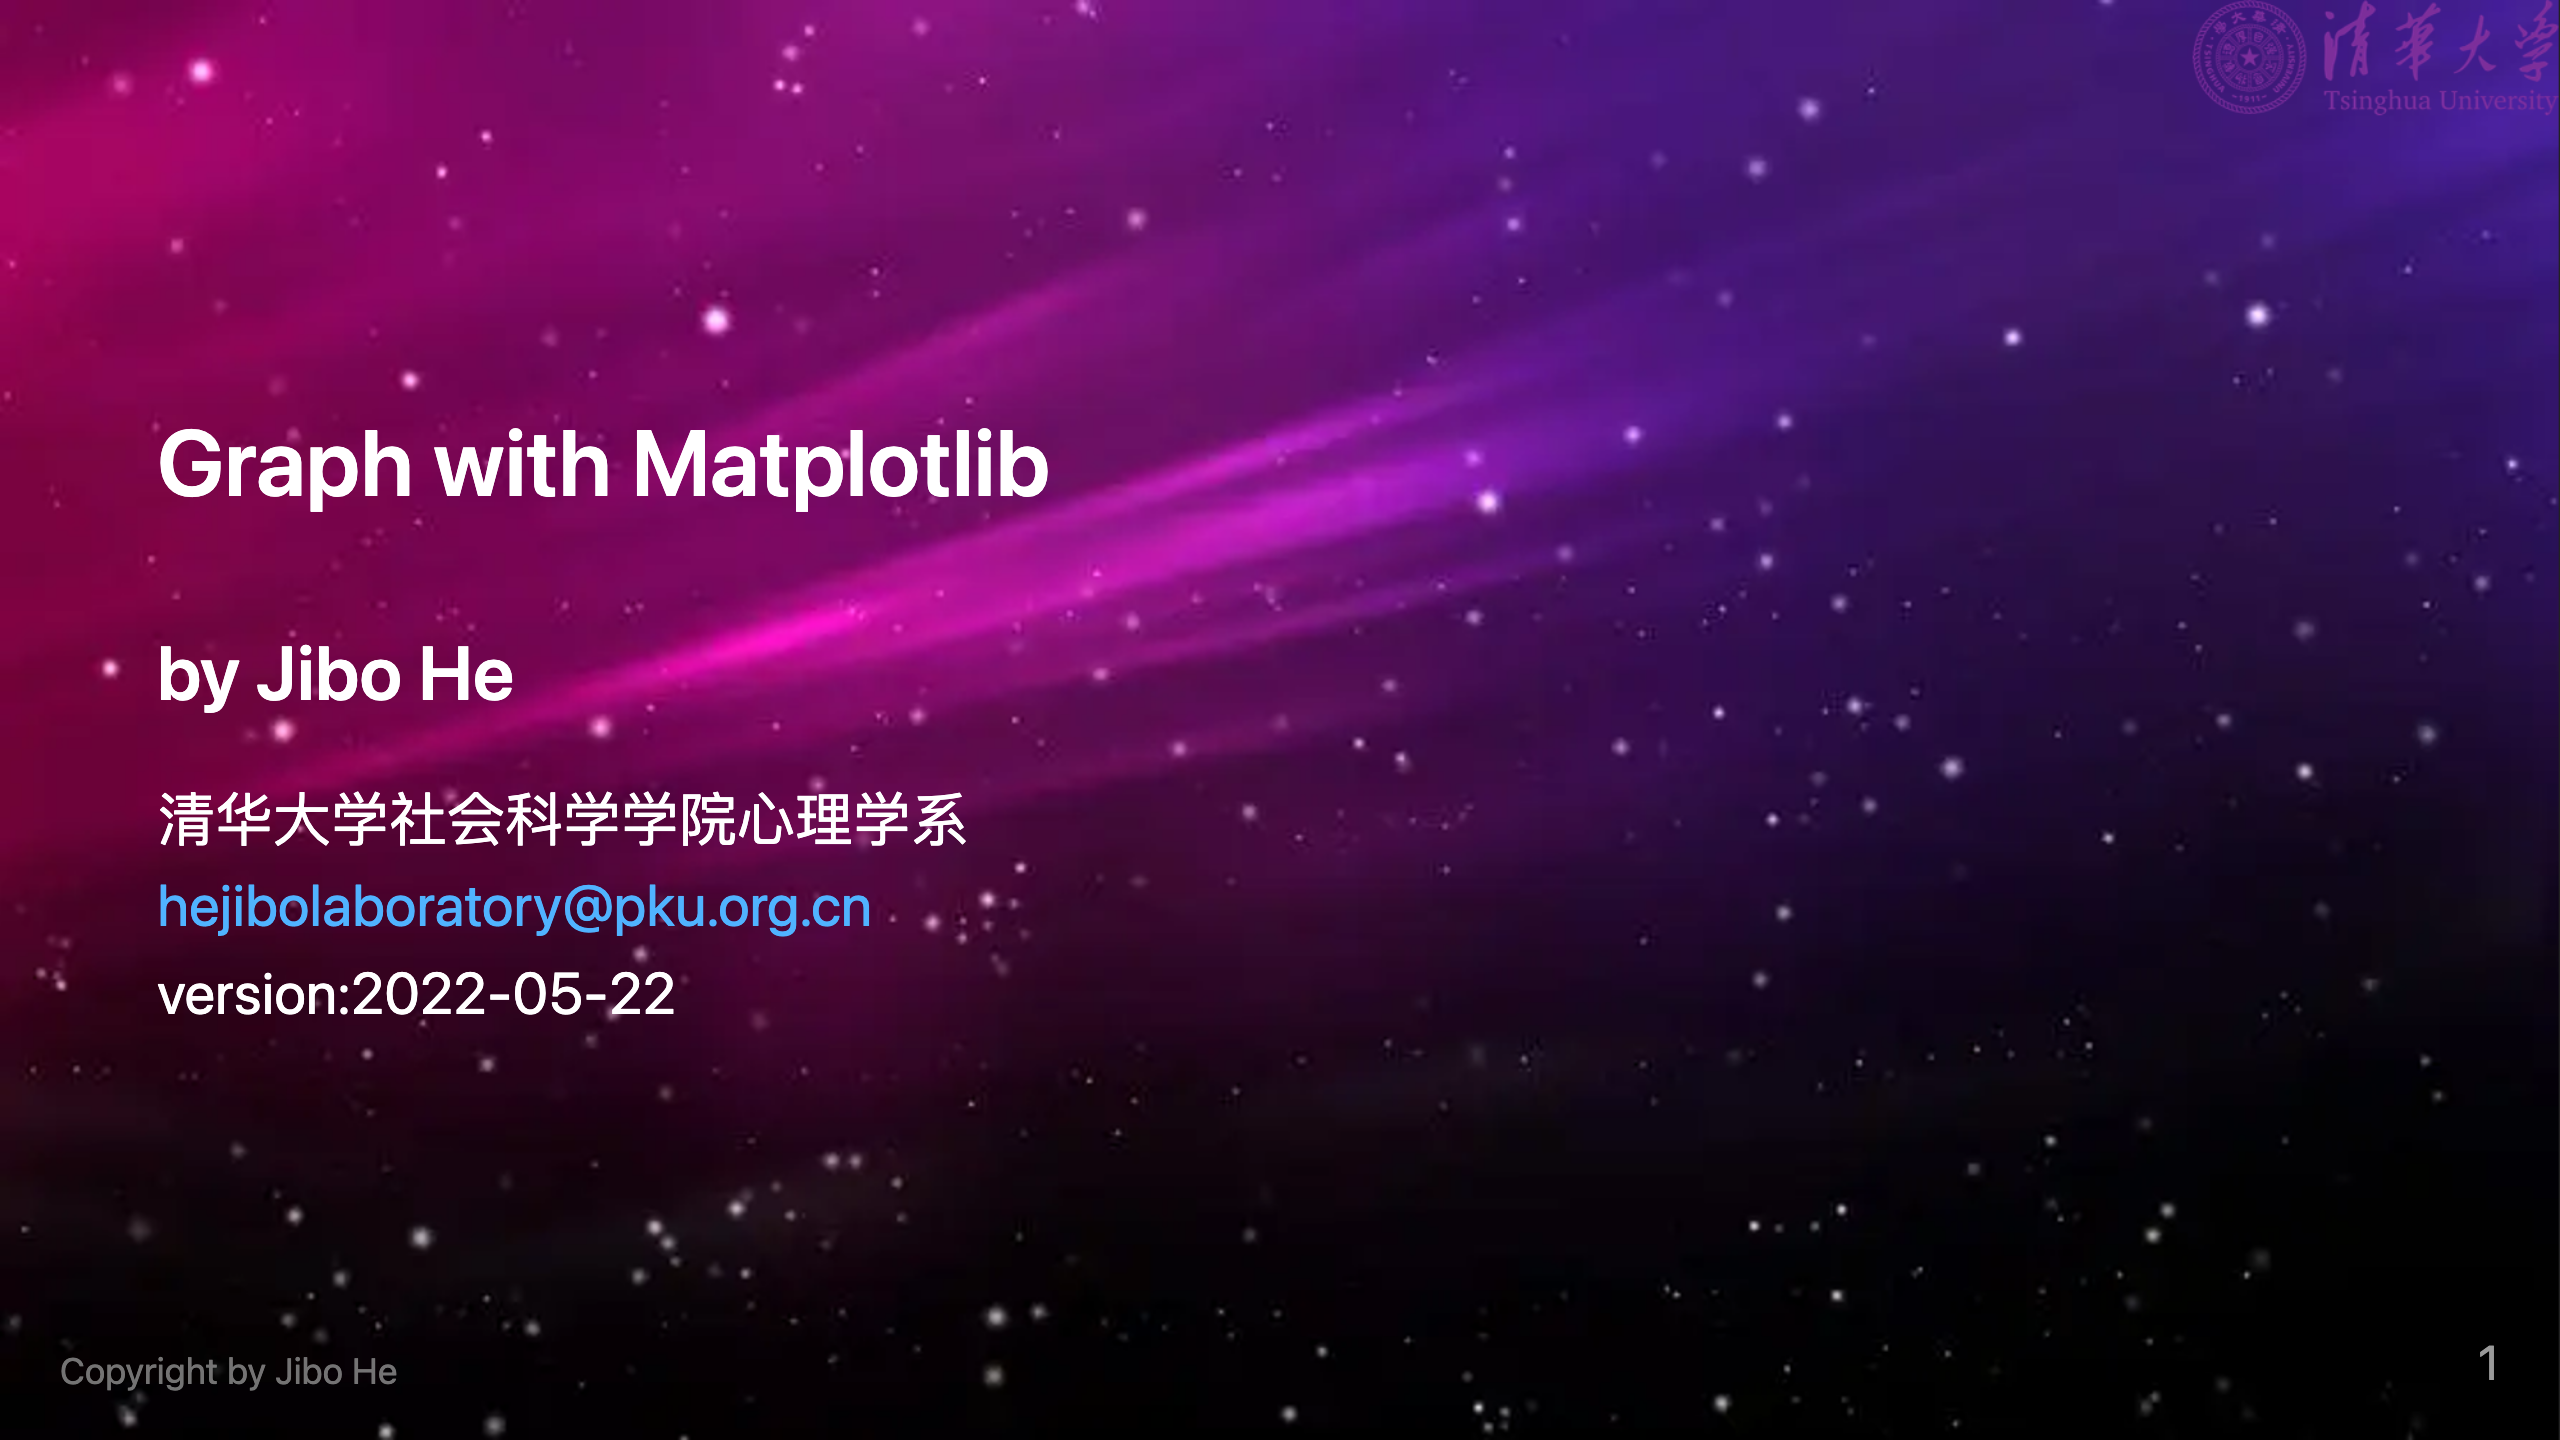 清華大学
Tsinghua University
Graph with Matplotlib
by Jibo He
清华大学社会科学学院心理学系
hejibolaboratory@pku.org.cn
version:2022-05-22
Copyright by Jibo He
1